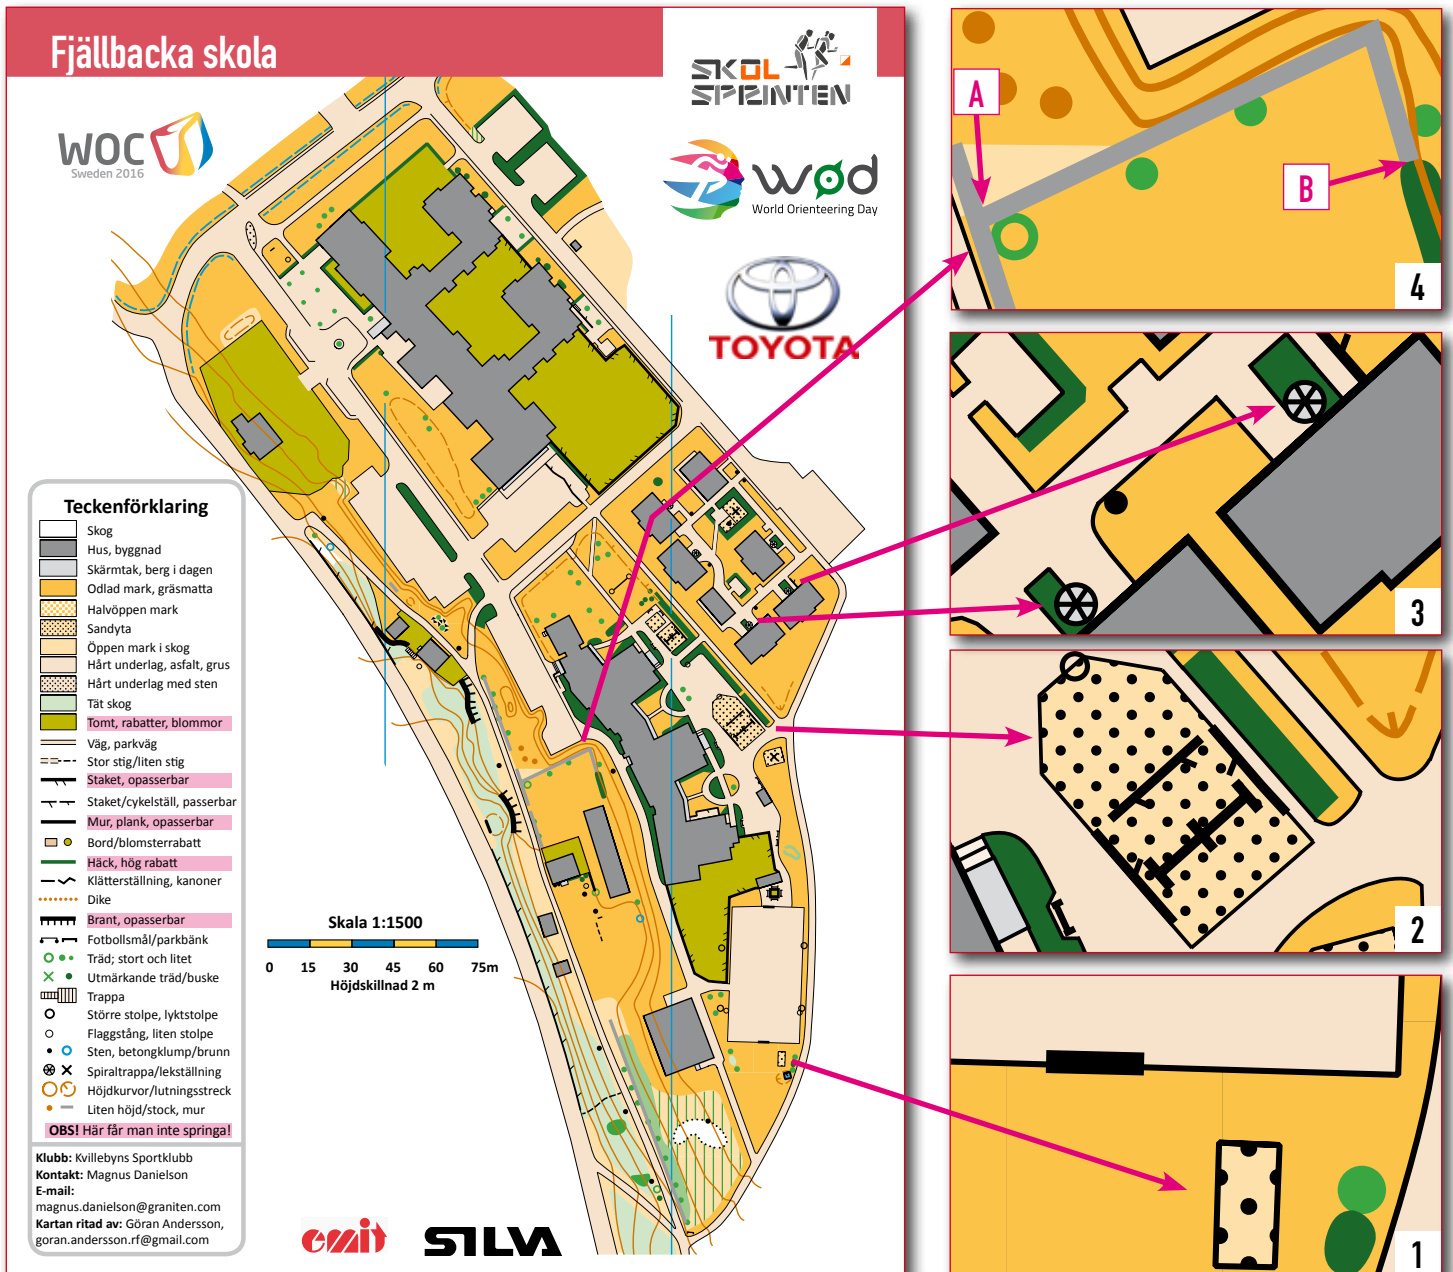 Fjällbacka skola
SKOL
SPRINTEN
WOC
Sweden 2016
wod
World Orienteering Day
TOYOTA
A
B
4
3
2
1
Teckenförklaring
Skog
Hus, byggnad
Skärmtak, berg i dagen
Odlad mark, gräsmatta
Halvöppen mark
Sandyta
Öppen mark i skog
Hårt underlag, asfalt, grus
Hårt underlag med sten
Tät skog
Tomt, rabatter, blommor
Väg, parkväg
Stor stig/liten stig
Staket, opasserbar
Staket/cykelställ, passerbar
Mur, plank, opasserbar
Bord/blomsterrabatt
Häck, hög rabatt
Klätterställning, kanoner
Dike
Brant, opasserbar
Fotbollsmål/parkbänk
Träd; stort och litet
Utmärkande träd/buske
Trappa
Större stolpe, lyktstolpe
Flaggstång, liten stolpe
Sten, betongklump/brunn
Spiraltrappa/lekställning
Höjdkurvor/lutningsstreck
Liten höjd/stock, mur
OBS! Här får man inte springa!
Klubb: Kvillebyns Sportklubb
Kontakt: Magnus Danielson
E-mail:
magnus.danielson@graniten.com
Kartan ritad av: Göran Andersson,
goran.andersson.rf@gmail.com
Skala 1:1500
0 15 30 45 60 75m
Höjdskillnad 2 m
emit
SILVA